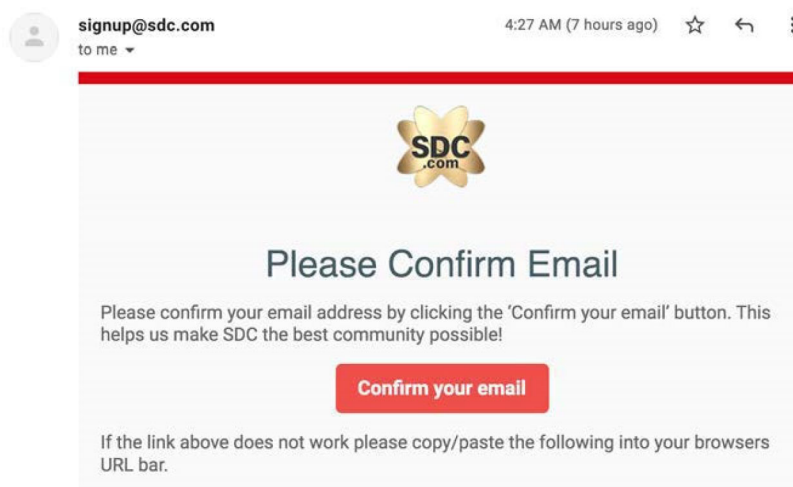 signup@sdc.com
4:27 AM (7 hours ago)
to me
SDC
.com
Please Confirm Email
Please confirm your email address by clicking the ‘Confirm your email’ button. This
helps us make SDC the best community possible!
Confirm your email
If the link above does not work please copy/paste the following into your browsers
URL bar.